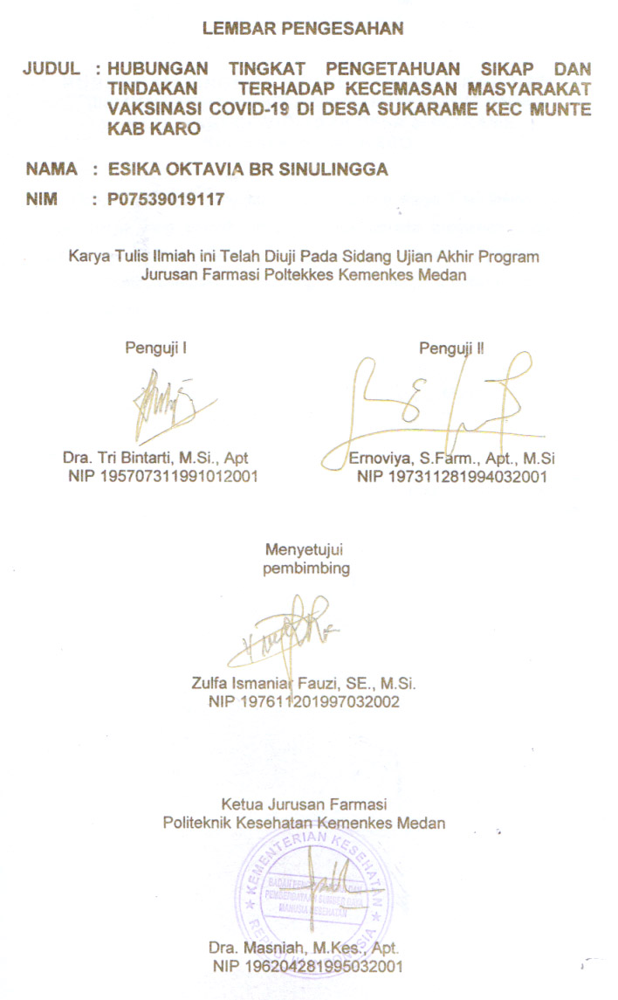 LEMBAR PENGESAHAN
JUDUL : HUBUNGAN TINGKAT PENGETAHUAN SIKAP DAN
TINDAKAN TERHADAP KECEMASAN MASYARAKAT
VAKSINASI COVID-19 DI DESA SUKARAME KEC MUNTE
KAB KARO
NAMA : ESIKA OKTAVIA BR SINULINGGA
NIM : P07539019117
Karya Tulis Ilmiah ini Telah Diuji Pada Sidang Ujian Akhir Program
Jurusan Farmasi Poltekkes Kemenkes Medan
Penguji I
Penguji II
Dra. Tri Bintarti, M.Si., Apt
NIP 195707311991012001
Ernoviya, S.Farm., Apt., M.Si
NIP 197311281994032001
Menyetujui
pembimbing
Zulfa Ismaniar Fauzi, SE., M.Si.
NIP 197611201997032002
Ketua Jurusan Farmasi
Politeknik Kesehatan Kemenkes Medan
KEMENTERIAN KESEHATAN
BADAN DAN
MANUSIA KESEHATAN
REPUBLIK INDONESIA
Dra. Masniah, M.Kes., Apt.
NIP 196204281995032001